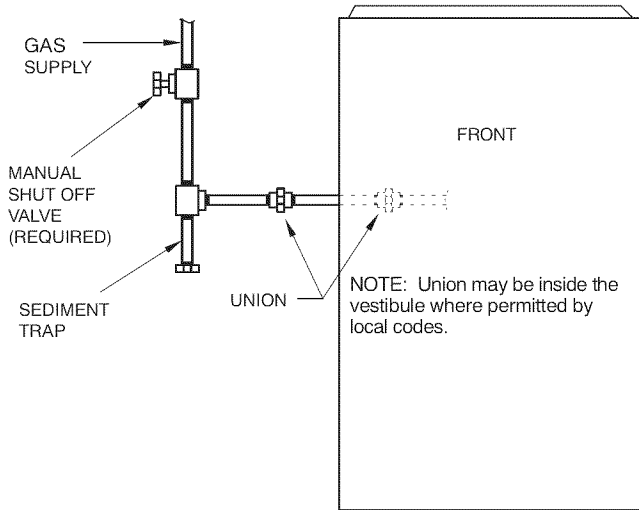 GAS
SUPPLY
FRONT
MANUAL
SHUT OFF
VALVE
(REQUIRED)
SEDIMENT
TRAP
UNION
NOTE: Union may be inside the
vestibule where permitted by
local codes.